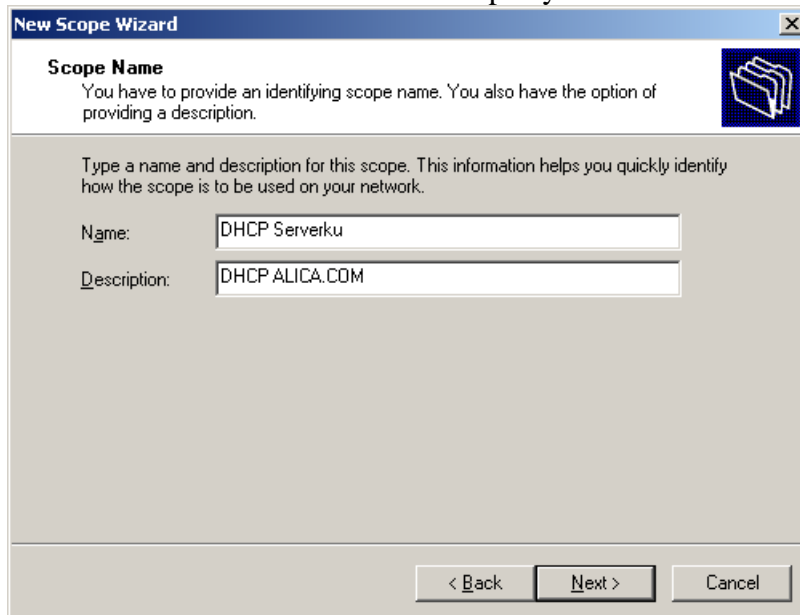 New Scope Wizard
Scope Name
You have to provide an identifying scope name. You also have the option of
providing a description.
Type a name and description for this scope. This information helps you quickly identify
how the scope is to be used on your network.
Name: DHCP Serverku
Description: DHCP ALICA.COM
< Back Next > Cancel